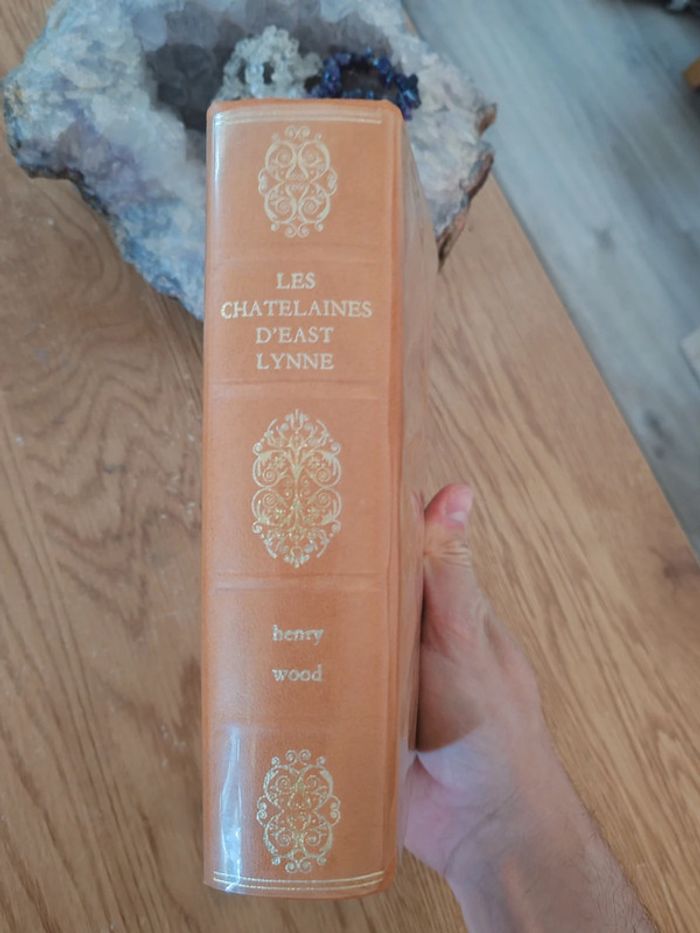 LES
CHATELAINES
D'EAST
LYNNE
henry
wood